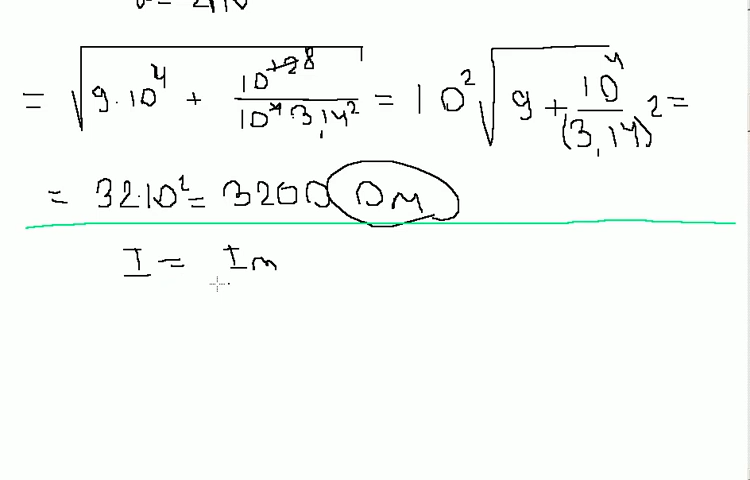 = √(9·10⁴ + 10⁸/(10⁴ 3,14²)) = 10² √(9 + 10⁴/(3,14)²) =
= 32·10² = 3200 Ом
I = Im